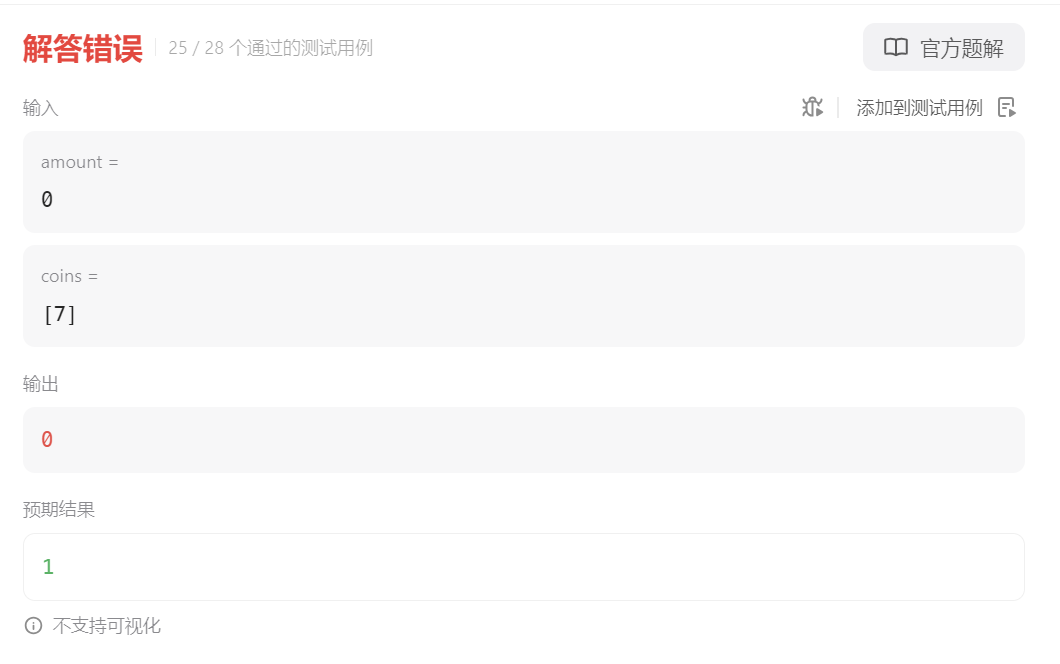 解答错误 25 / 28 个通过的测试用例 官方题解
输入 添加到测试用例
amount =
0
coins =
[7]
输出
0
预期结果
1
不支持可视化